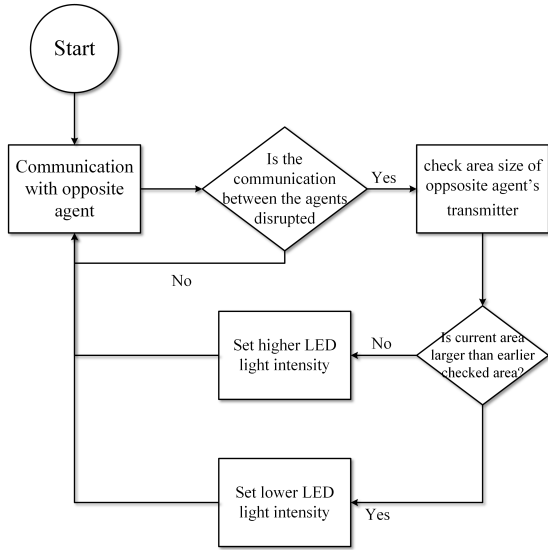 Start
Communication
with opposite
agent
Is the
communication
between the agents
disrupted
Yes
check area size of
oppsosite agent's
transmitter
No
Is current area
larger than earlier
checked area?
No
Set higher LED
light intensity
Yes
Set lower LED
light intensity